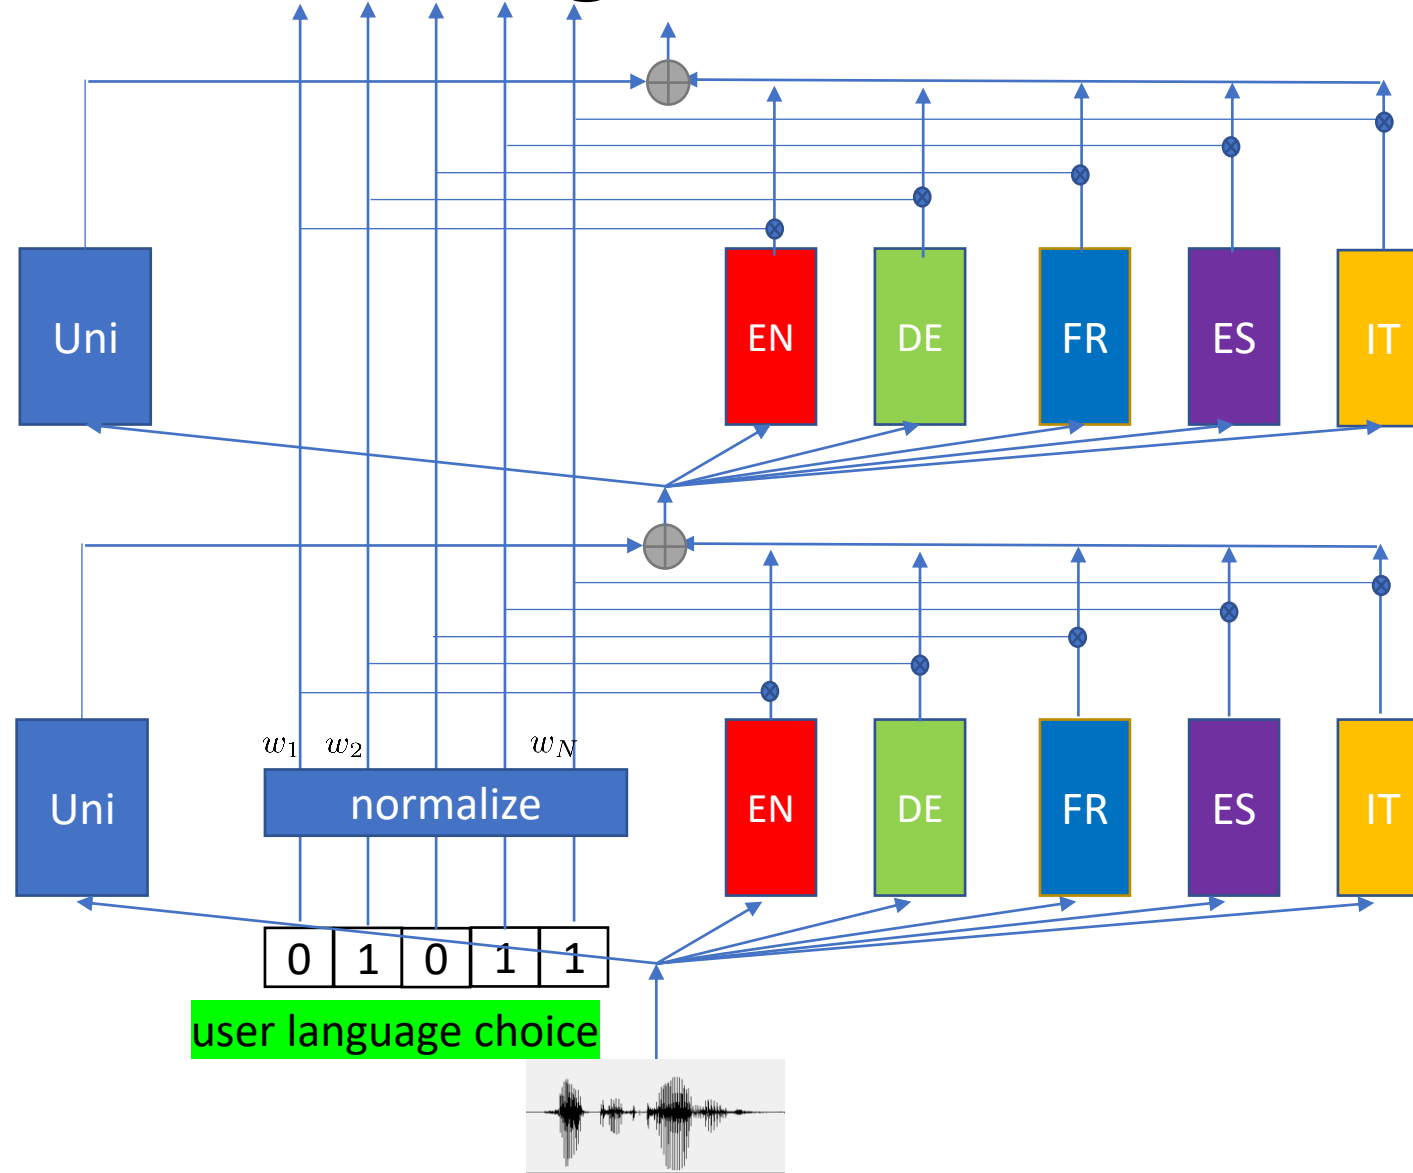 Uni
EN
DE
FR
ES
IT
w1 w2 wN
Uni
normalize
EN
DE
FR
ES
IT
0 1 0 1 1
user language choice